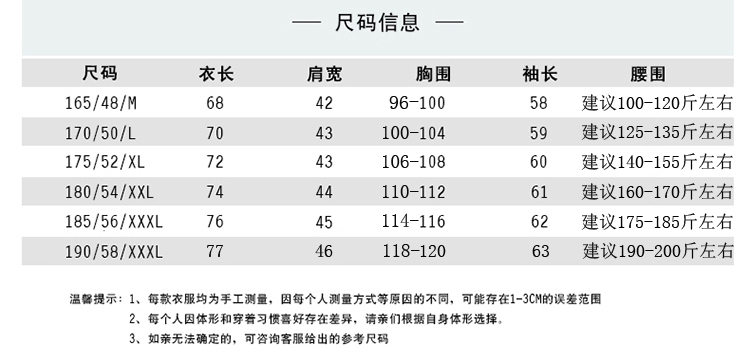 — 尺码信息 —
尺码 衣长 肩宽 胸围 袖长 腰围
165/48/M 68 42 96-100 58 建议100-120斤左右
170/50/L 70 43 100-104 59 建议125-135斤左右
175/52/XL 72 43 106-108 60 建议140-155斤左右
180/54/XXL 74 44 110-112 61 建议160-170斤左右
185/56/XXXL 76 45 114-116 62 建议175-185斤左右
190/58/XXXL 77 46 118-120 63 建议190-200斤左右
温馨提示：1、每款衣服均为手工测量，因每个人测量方式等原因的不同，可能存在1-3CM的误差范围
2、每个人因体形和穿着习惯喜好存在差异，请亲们根据自身体形选择。
3、如亲无法确定的，可咨询客服给出的参考尺码